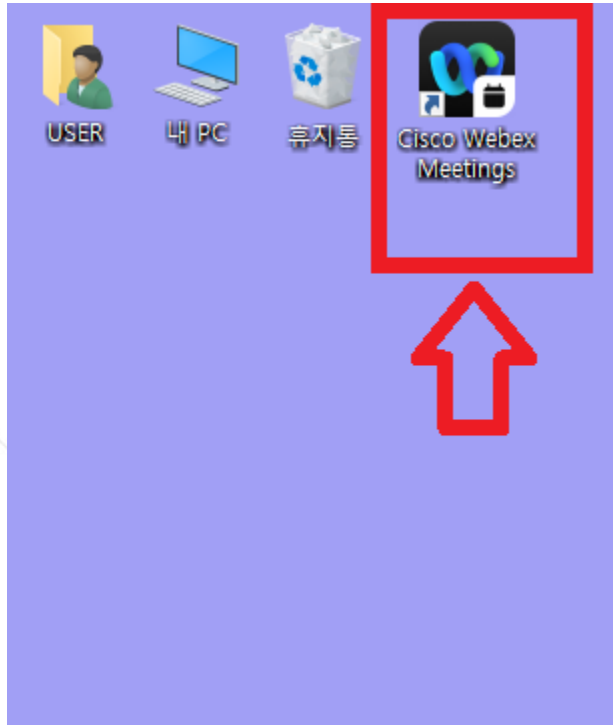 USER
내 PC
휴지통
Cisco Webex
Meetings